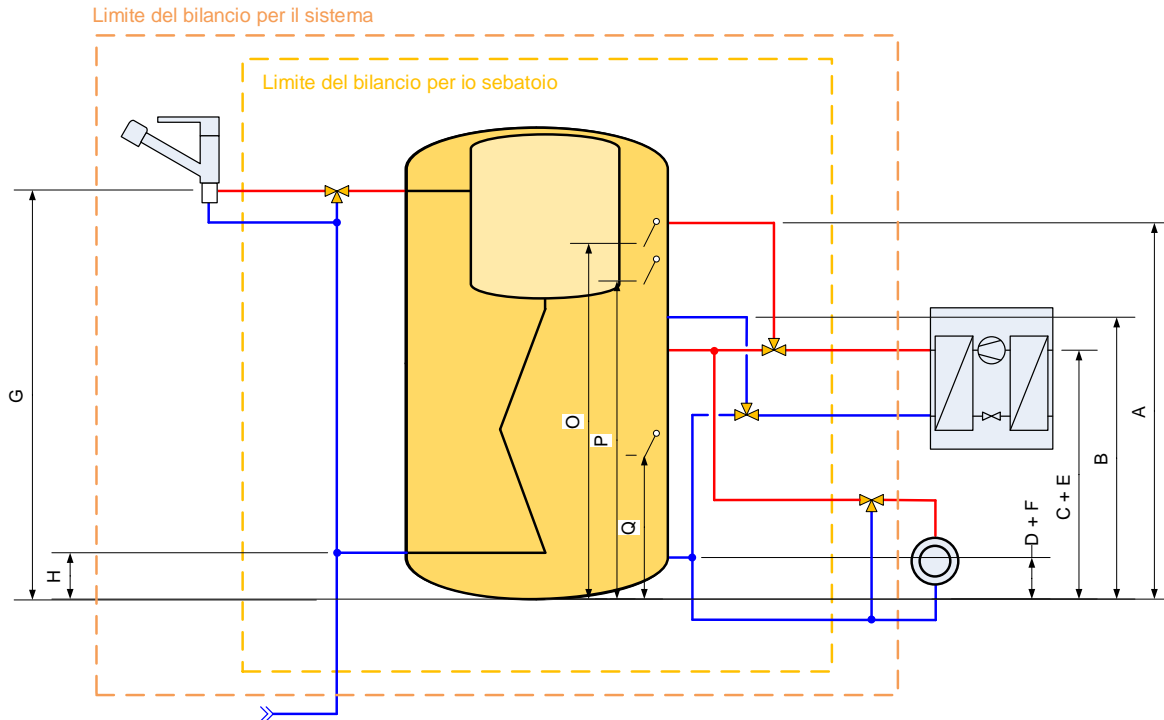 Limite del bilancio per il sistema
Limite del bilancio per io sebatoio
G
H
O
P
Q
D + F
C + E
B
A